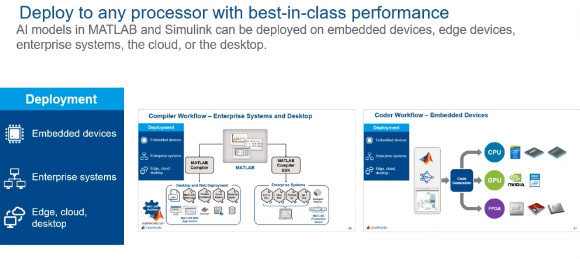 Deploy to any processor with best-in-class performance
AI models in MATLAB and Simulink can be deployed on embedded devices, edge devices,
enterprise systems, the cloud, or the desktop.
Deployment
Embedded devices
Enterprise systems
Edge, cloud,
desktop
Compiler Workflow – Enterprise Systems and Desktop
Deployment
Embedded devices
Enterprise systems
Edge, cloud,
desktop
MATLAB
Compiler
MATLAB
MATLAB
Compiler
SDK
Desktop and Web Deployment
Enterprise Systems
Coder Workflow – Embedded Devices
Deployment
Embedded devices
Enterprise systems
Edge, cloud,
desktop
Code
Generation
CPU
GPU
NVIDIA
FPGA